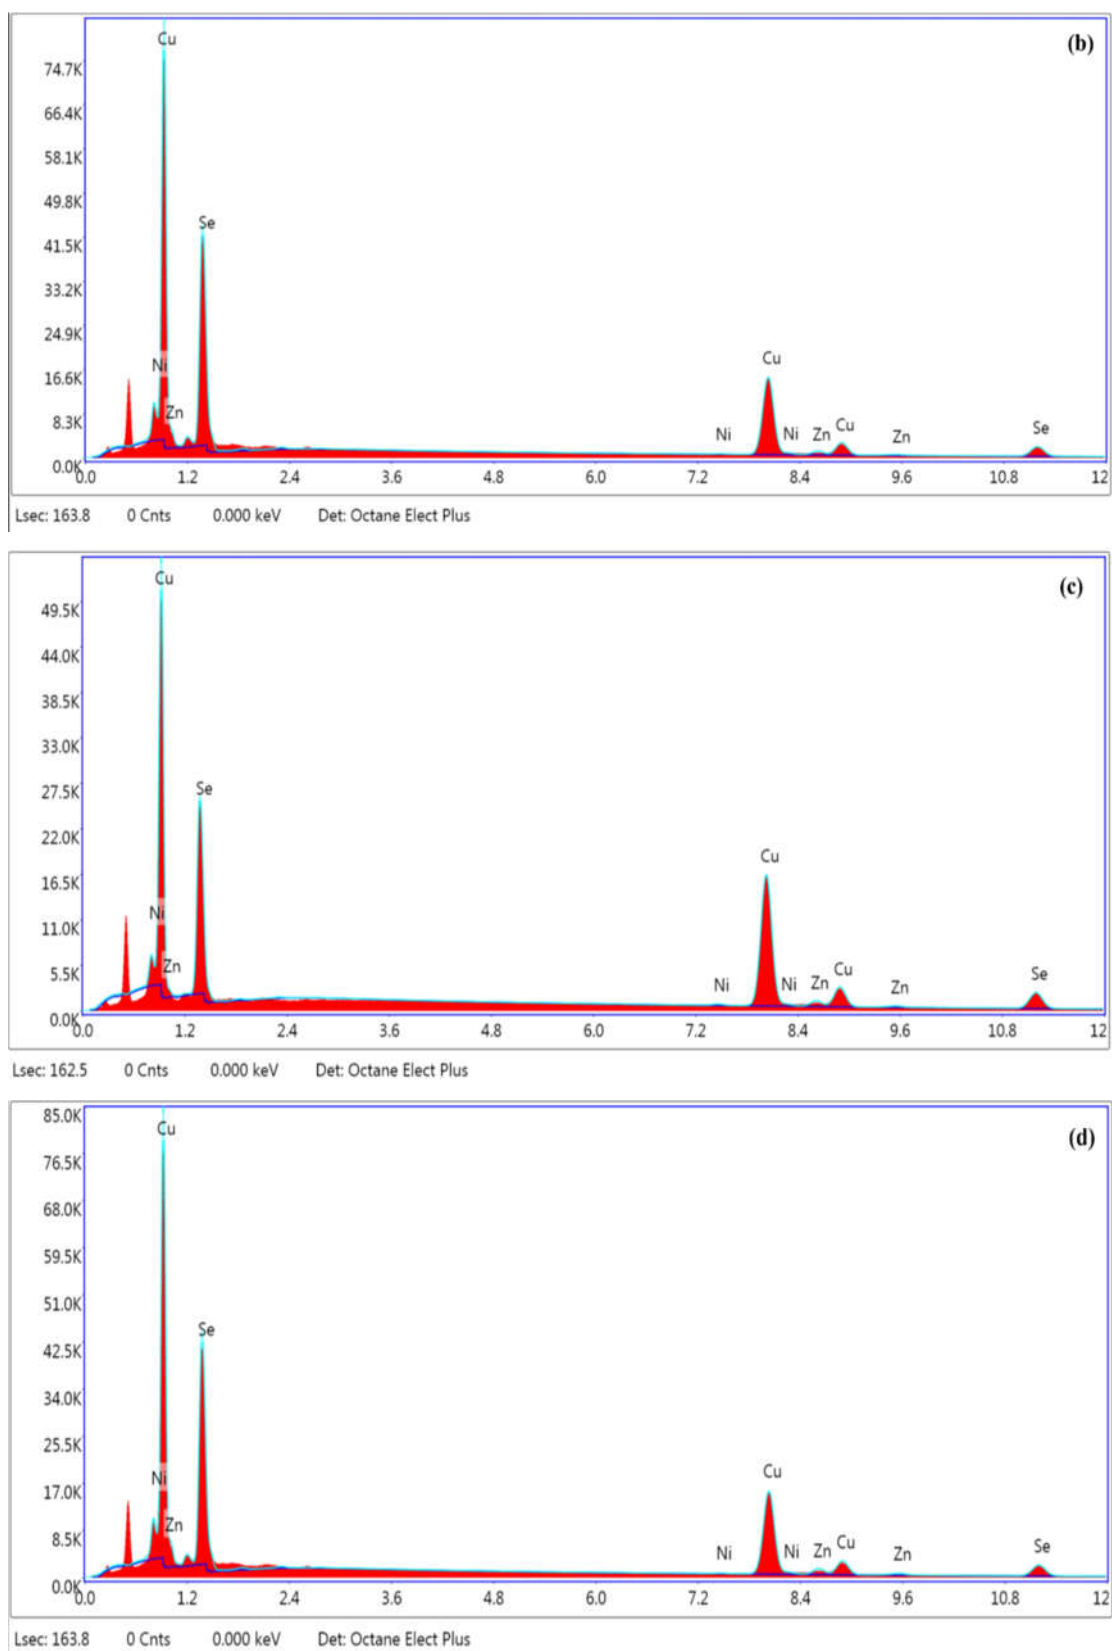 Cu
(b)
74.7K
66.4K
58.1K
49.8K
Se
41.5K
33.2K
24.9K
Ni
Cu
16.6K
Zn
8.3K
Ni Ni Zn Cu Zn Se
0.0K
0.0 1.2 2.4 3.6 4.8 6.0 7.2 8.4 9.6 10.8 12
Lsec: 163.8 0 Cnts 0.000 keV Det: Octane Elect Plus
Cu
(c)
49.5K
44.0K
38.5K
33.0K
27.5K
Se
22.0K
Cu
16.5K
Ni
11.0K
Zn
5.5K
Ni Ni Zn Cu Zn Se
0.0K
0.0 1.2 2.4 3.6 4.8 6.0 7.2 8.4 9.6 10.8 12
Lsec: 162.5 0 Cnts 0.000 keV Det: Octane Elect Plus
85.0K
Cu
(d)
76.5K
68.0K
59.5K
51.0K
Se
42.5K
34.0K
25.5K
Ni
Cu
17.0K
Zn
8.5K
Ni Ni Zn Cu Zn Se
0.0K
0.0 1.2 2.4 3.6 4.8 6.0 7.2 8.4 9.6 10.8 12
Lsec: 163.8 0 Cnts 0.000 keV Det: Octane Elect Plus